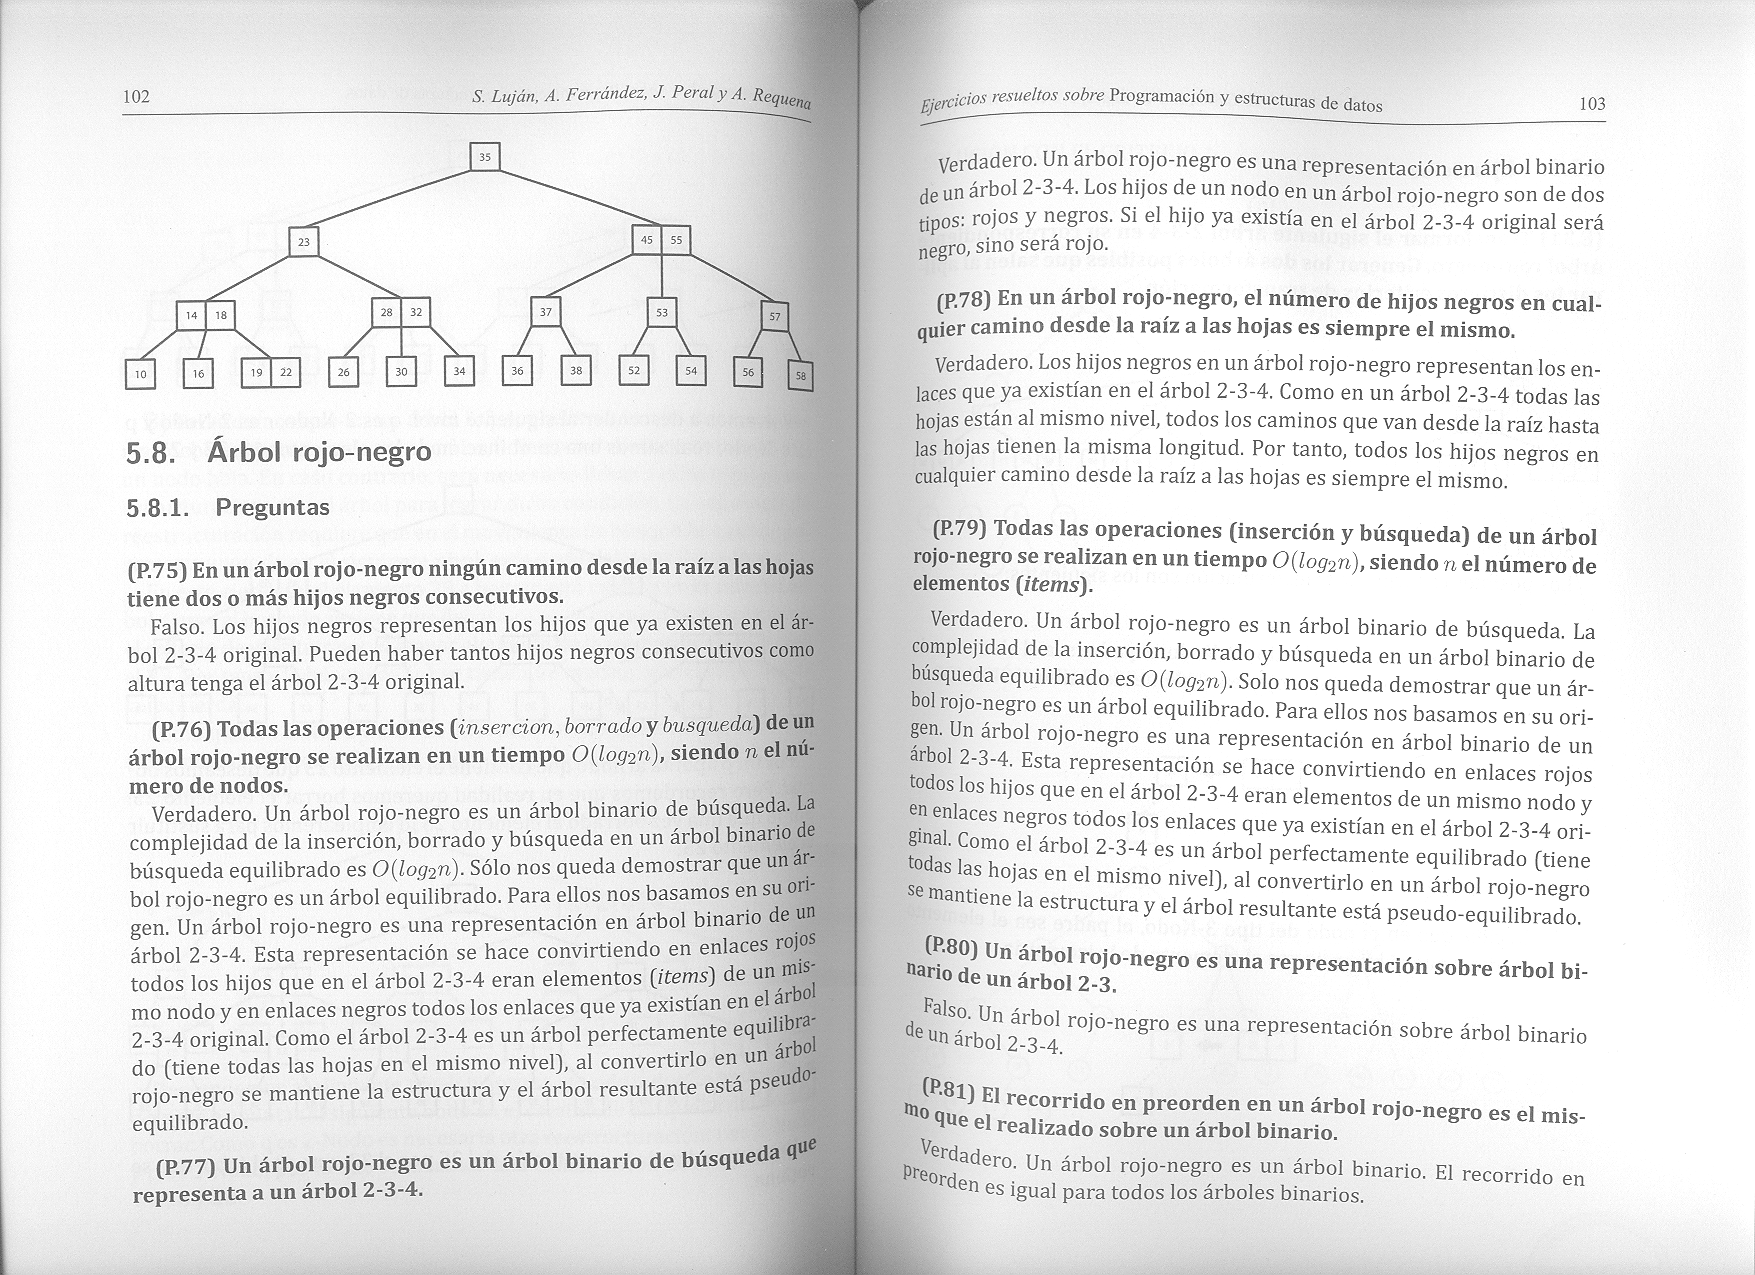 102
S. Luján, A. Ferrández, J. Peral y A. Requena
35
23
45 55
14 18
28 32
37
53
57
10
16
19 22
26
30
34
36
38
52
54
56
58
5.8. Árbol rojo-negro
5.8.1. Preguntas
(P.75) En un árbol rojo-negro ningún camino desde la raíz a las hojas
tiene dos o más hijos negros consecutivos.
Falso. Los hijos negros representan los hijos que ya existen en el ár-
bol 2-3-4 original. Pueden haber tantos hijos negros consecutivos como
altura tenga el árbol 2-3-4 original.
(P.76) Todas las operaciones (insercion, borrado y busqueda) de un
árbol rojo-negro se realizan en un tiempo O(log₂n), siendo n el nú-
mero de nodos.
Verdadero. Un árbol rojo-negro es un árbol binario de búsqueda. La
complejidad de la inserción, borrado y búsqueda en un árbol binario de
búsqueda equilibrado es O(log₂n). Sólo nos queda demostrar que un ár-
bol rojo-negro es un árbol equilibrado. Para ellos nos basamos en su ori-
gen. Un árbol rojo-negro es una representación en árbol binario de un
árbol 2-3-4. Esta representación se hace convirtiendo en enlaces rojos
todos los hijos que en el árbol 2-3-4 eran elementos (items) de un mis-
mo nodo y en enlaces negros todos los enlaces que ya existían en el árbol
2-3-4 original. Como el árbol 2-3-4 es un árbol perfectamente equilibra-
do (tiene todas las hojas en el mismo nivel), al convertirlo en un árbol
rojo-negro se mantiene la estructura y el árbol resultante está pseudo-
equilibrado.
(P.77) Un árbol rojo-negro es un árbol binario de búsqueda que
representa a un árbol 2-3-4.
Ejercicios resueltos sobre Programación y estructuras de datos
103
Verdadero. Un árbol rojo-negro es una representación en árbol binario
de un árbol 2-3-4. Los hijos de un nodo en un árbol rojo-negro son de dos
tipos: rojos y negros. Si el hijo ya existía en el árbol 2-3-4 original será
negro, sino será rojo.
(P.78) En un árbol rojo-negro, el número de hijos negros en cual-
quier camino desde la raíz a las hojas es siempre el mismo.
Verdadero. Los hijos negros en un árbol rojo-negro representan los en-
laces que ya existían en el árbol 2-3-4. Como en un árbol 2-3-4 todas las
hojas están al mismo nivel, todos los caminos que van desde la raíz hasta
las hojas tienen la misma longitud. Por tanto, todos los hijos negros en
cualquier camino desde la raíz a las hojas es siempre el mismo.
(P.79) Todas las operaciones (inserción y búsqueda) de un árbol
rojo-negro se realizan en un tiempo O(log₂n), siendo n el número de
elementos (items).
Verdadero. Un árbol rojo-negro es un árbol binario de búsqueda. La
complejidad de la inserción, borrado y búsqueda en un árbol binario de
búsqueda equilibrado es O(log₂n). Solo nos queda demostrar que un ár-
bol rojo-negro es un árbol equilibrado. Para ellos nos basamos en su ori-
gen. Un árbol rojo-negro es una representación en árbol binario de un
árbol 2-3-4. Esta representación se hace convirtiendo en enlaces rojos
todos los hijos que en el árbol 2-3-4 eran elementos de un mismo nodo y
en enlaces negros todos los enlaces que ya existían en el árbol 2-3-4 ori-
ginal. Como el árbol 2-3-4 es un árbol perfectamente equilibrado (tiene
todas las hojas en el mismo nivel), al convertirlo en un árbol rojo-negro
se mantiene la estructura y el árbol resultante está pseudo-equilibrado.
(P.80) Un árbol rojo-negro es una representación sobre árbol bi-
nario de un árbol 2-3.
Falso. Un árbol rojo-negro es una representación sobre árbol binario
de un árbol 2-3-4.
(P.81) El recorrido en preorden en un árbol rojo-negro es el mis-
mo que el realizado sobre un árbol binario.
Verdadero. Un árbol rojo-negro es un árbol binario. El recorrido en
preorden es igual para todos los árboles binarios.